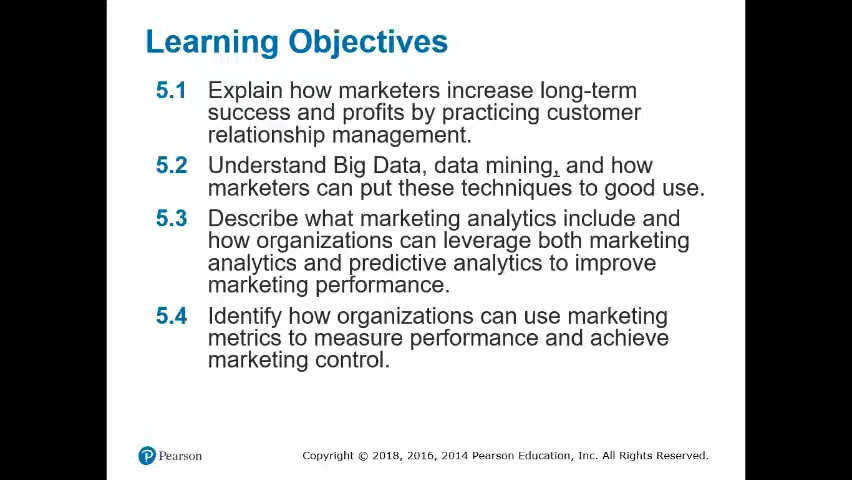 Learning Objectives
5.1 Explain how marketers increase long-term
success and profits by practicing customer
relationship management.
5.2 Understand Big Data, data mining, and how
marketers can put these techniques to good use.
5.3 Describe what marketing analytics include and
how organizations can leverage both marketing
analytics and predictive analytics to improve
marketing performance.
5.4 Identify how organizations can use marketing
metrics to measure performance and achieve
marketing control.
P Pearson
Copyright © 2018, 2016, 2014 Pearson Education, Inc. All Rights Reserved.